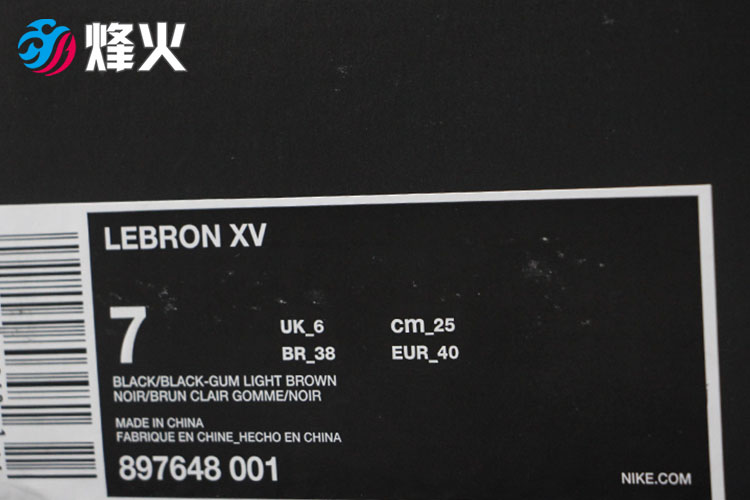 烽火
LEBRON XV
7
UK_6 cm_25
BR_38 EUR_40
BLACK/BLACK-GUM LIGHT BROWN
NOIR/BRUN CLAIR GOMME/NOIR
MADE IN CHINA
FABRIQUE EN CHINE_HECHO EN CHINA
897648 001
NIKE.COM